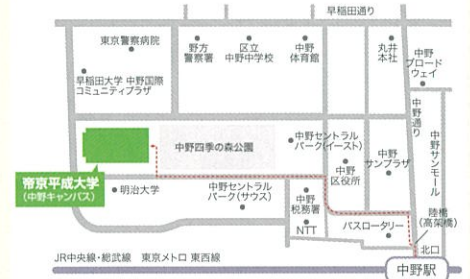 早稲田通り
東京警察病院
野方
警察署
区立
中野中学校
中野
体育館
丸井
本社
中野
ブロード
ウェイ
早稲田大学 中野国際
コミュニティプラザ
中野通り
中野サンモール
中野四季の森公園
中野セントラル
パーク(イースト)
中野
サンプラザ
中野
区役所
帝京平成大学
(中野キャンパス)
明治大学
中野セントラル
パーク(サウス)
中野
税務署
NTT
バスロータリー
陸橋
(高架橋)
北口
JR中央線・総武線 東京メトロ 東西線
中野駅